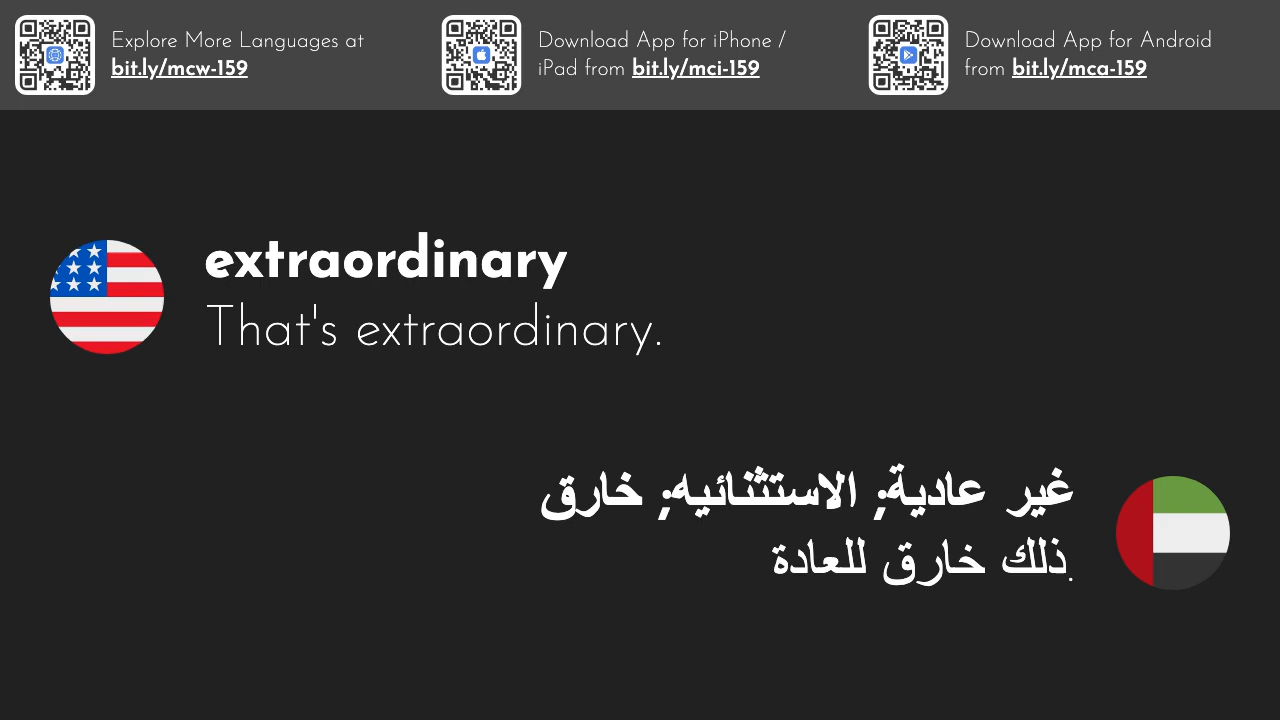 Explore More Languages at
bit.ly/mcw-159
Download App for iPhone /
iPad from bit.ly/mci-159
Download App for Android
from bit.ly/mca-159
extraordinary
That's extraordinary.
غير عادية; الاستثنائيه; خارق
ذلك خارق للعادة.